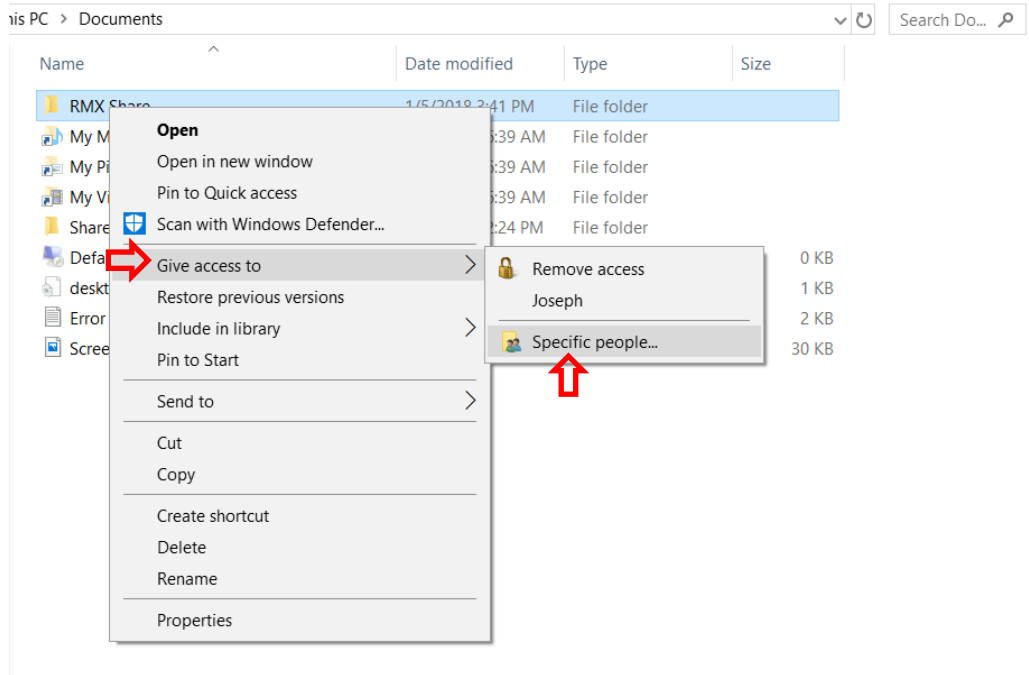 his PC > Documents
Search Do...
Name Date modified Type Size
RMX Share 1/5/2018 3:41 PM File folder
My M 5:39 AM File folder
My Pi 5:39 AM File folder
My Vi 5:39 AM File folder
Share 2:24 PM File folder
Defa 0 KB
deskt 1 KB
Error 2 KB
Scree 30 KB
Open
Open in new window
Pin to Quick access
Scan with Windows Defender...
Give access to
Restore previous versions
Include in library
Pin to Start
Send to
Cut
Copy
Create shortcut
Delete
Rename
Properties
Remove access
Joseph
Specific people...